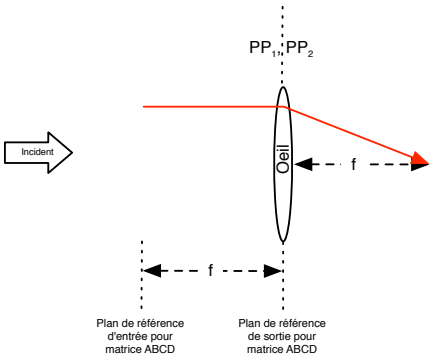 PP₁, PP₂
Incident
Oeil
f
f
Plan de référence
d'entrée pour
matrice ABCD
Plan de référence
de sortie pour
matrice ABCD